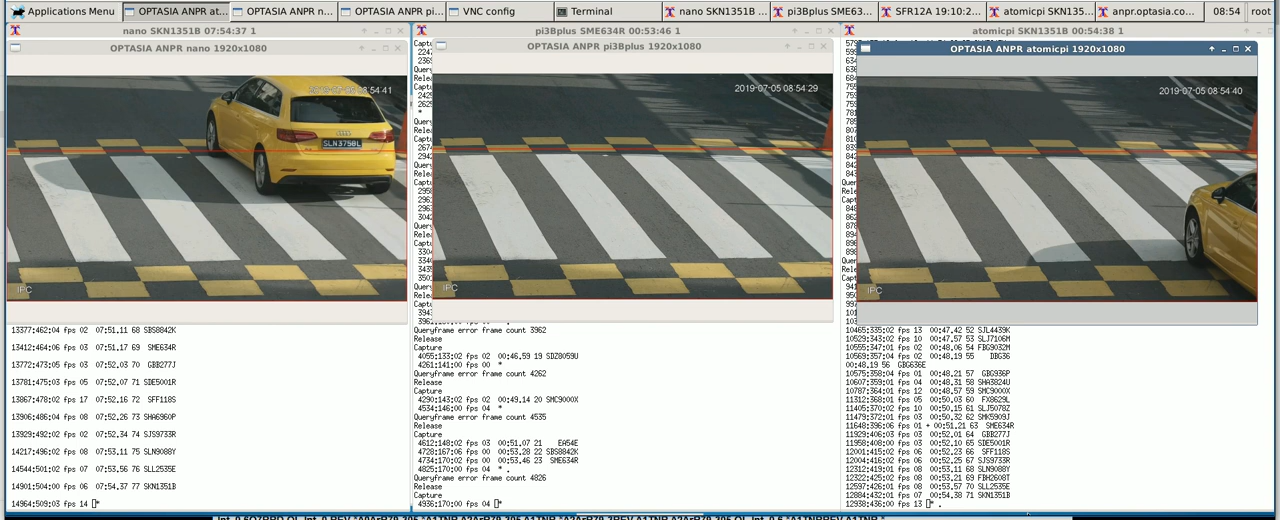 Applications Menu
OPTASIA ANPR at...
OPTASIA ANPR n...
OPTASIA ANPR pi...
VNC config
Terminal
nano SKN1351B ...
pi3Bplus SME63...
SFR12A 19:10:2...
atomicpi SKN135...
anpr.optasia.co...
08:54
root
nano SKN1351B 07:54:37 1
OPTASIA ANPR nano 1920x1080
2019-07-05 08:54:41
SLN3758L
IPC
13377:462:04 fps 02 07:51.11 68 SBS8842K
13412:464:06 fps 03 07:51.17 69 SME634R
13772:473:05 fps 03 07:52.03 70 GBB277J
13781:475:03 fps 05 07:52.07 71 SDE5001R
13867:478:02 fps 17 07:52.16 72 SFF118S
13906:486:04 fps 08 07:52.26 73 SHA6960P
13929:492:02 fps 02 07:52.34 74 SJS9733R
14217:496:02 fps 08 07:53.11 75 SLN9088Y
14544:501:02 fps 07 07:53.56 76 SLL2535E
14901:504:00 fps 06 07:54.37 77 SKN1351B
14964:509:03 fps 14 *
pi3Bplus SME634R 00:53:46 1
OPTASIA ANPR pi3Bplus 1920x1080
2019-07-05 08:54:29
IPC
Queryframe error frame count 3962
Release
Capture
4055:133:02 fps 02 00:46.59 19 SDZ8059U
4261:141:00 fps 00 *
Queryframe error frame count 4262
Release
Capture
4290:143:02 fps 02 00:49.14 20 SMC9000X
4534:146:00 fps 04 *
Queryframe error frame count 4535
Release
Capture
4612:148:02 fps 03 00:51.07 21 EA54E
4728:167:06 fps 00 00:53.28 22 SBS8842K
4734:170:02 fps 00 00:53.46 23 SME634R
4825:170:00 fps 04 * .
Queryframe error frame count 4826
Release
Capture
4936:170:00 fps 04 *
atomicpi SKN1351B 00:54:38 1
OPTASIA ANPR atomicpi 1920x1080
2019-07-05 08:54:40
IPC
10465:335:02 fps 13 00:47.42 52 SJL4439K
10529:343:02 fps 10 00:47.57 53 SLJ7106M
10555:347:01 fps 02 00:48.06 54 FBG9032M
10569:357:04 fps 02 00:48.19 55 DBG36
00:48.19 56 GBG636E
10575:358:04 fps 01 00:48.21 57 GBG936P
10607:359:01 fps 04 00:48.31 58 SHA3824U
10787:364:01 fps 12 00:48.57 59 SMC9000X
11312:368:01 fps 05 00:50.03 60 FX8629L
11405:370:02 fps 10 00:50.15 61 SLJ5078Z
11479:372:01 fps 03 00:50.32 62 SMK5909J
11648:396:06 fps 01 + 00:51.21 63 SME634R
11929:406:03 fps 02 00:52.01 64 GBB277J
11958:408:00 fps 03 00:52.10 65 SDE5001R
12001:415:02 fps 06 00:52.23 66 SFF118S
12004:416:02 fps 02 00:52.25 67 SJS9733R
12312:419:02 fps 01 00:53.11 68 SLN9088Y
12322:425:02 fps 08 00:53.21 69 FBH2608T
12597:426:01 fps 08 00:53.57 70 SLL2535E
12884:432:01 fps 07 00:54.38 71 SKN1351B
12938:436:00 fps 13 * .